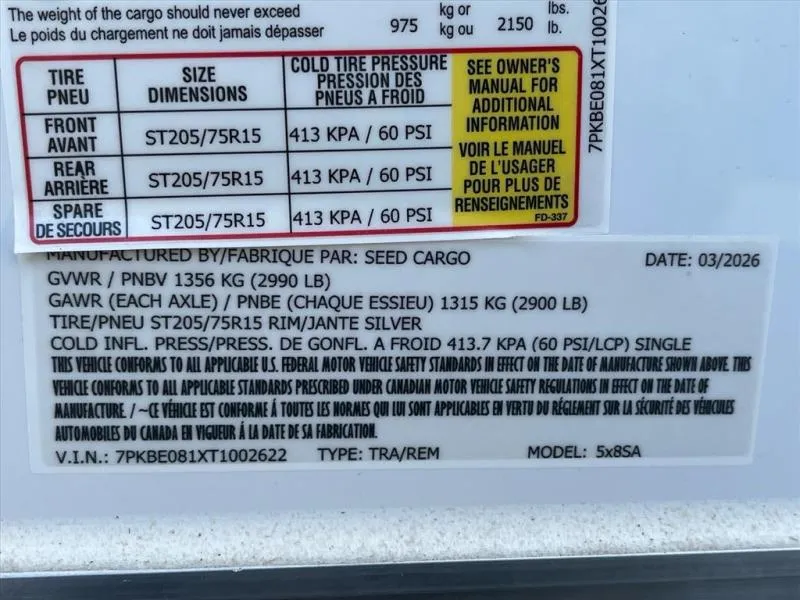 The weight of the cargo should never exceed kg or lbs.
Le poids du chargement ne doit jamais dépasser 975 kg ou 2150 lb.
TIRE SIZE COLD TIRE PRESSURE
PNEU DIMENSIONS PRESSION DES
PNEUS A FROID
FRONT
AVANT ST205/75R15 413 KPA / 60 PSI
REAR
ARRIÈRE ST205/75R15 413 KPA / 60 PSI
SPARE
DE SECOURS ST205/75R15 413 KPA / 60 PSI
SEE OWNER'S
MANUAL FOR
ADDITIONAL
INFORMATION
VOIR LE MANUEL
DE L'USAGER
POUR PLUS DE
RENSEIGNEMENTS
FD-337
7PKBE081XT10026
MANUFACTURED BY/FABRIQUE PAR: SEED CARGO DATE: 03/2026
GVWR / PNBV 1356 KG (2990 LB)
GAWR (EACH AXLE) / PNBE (CHAQUE ESSIEU) 1315 KG (2900 LB)
TIRE/PNEU ST205/75R15 RIM/JANTE SILVER
COLD INFL. PRESS/PRESS. DE GONFL. A FROID 413.7 KPA (60 PSI/LCP) SINGLE
THIS VEHICLE CONFORMS TO ALL APPLICABLE U.S. FEDERAL MOTOR VEHICLE SAFETY STANDARDS IN EFFECT ON THE DATE OF MANUFACTURE SHOWN ABOVE. THIS
VEHICLE CONFORMS TO ALL APPLICABLE STANDARDS PRESCRIBED UNDER CANADIAN MOTOR VEHICLE SAFETY REGULATIONS IN EFFECT ON THE DATE OF
MANUFACTURE. / ~CE VÉHICLE EST CONFORME Á TOUTES LES NORMES QUI LUI SONT APPLICABLES EN VERTU DU RÉGLEMENT SUR LA SÉCURITÉ DES VÉHICULES
AUTOMOBILES DU CANADA EN VIGUEUR Á LA DATE DE SA FABRICATION.
V.I.N.: 7PKBE081XT1002622 TYPE: TRA/REM MODEL: 5x8SA